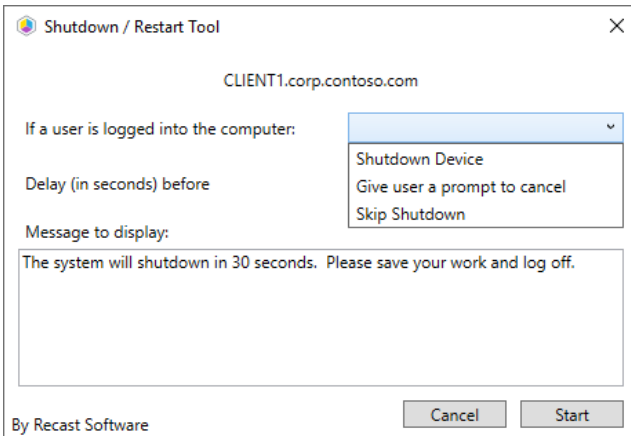 Shutdown / Restart Tool
CLIENT1.corp.contoso.com
If a user is logged into the computer:
Shutdown Device
Give user a prompt to cancel
Skip Shutdown
Delay (in seconds) before
Message to display:
The system will shutdown in 30 seconds.  Please save your work and log off.
By Recast Software
Cancel
Start